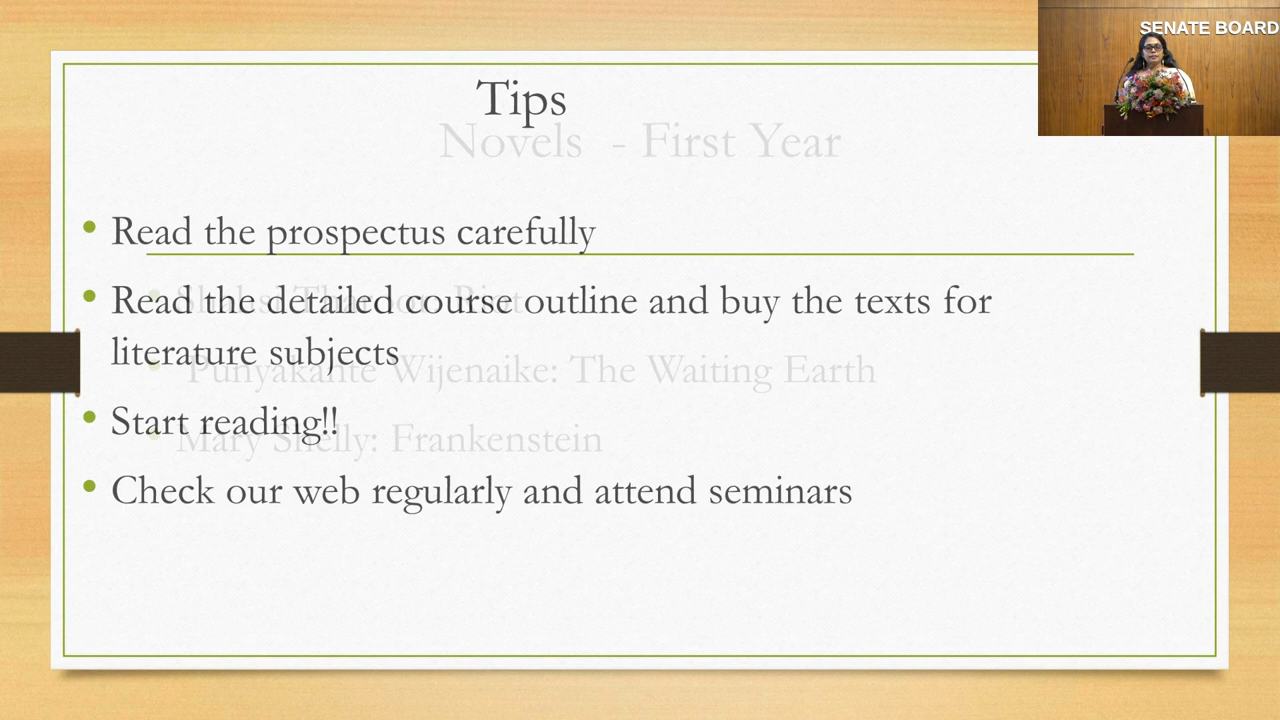 SENATE BOARD
Tips
Novels - First Year
Read the prospectus carefully
Read the detailed course outline and buy the texts for
literature subjects
Punyakante Wijenaike: The Waiting Earth
Start reading!!
Mary Shelly: Frankenstein
Check our web regularly and attend seminars